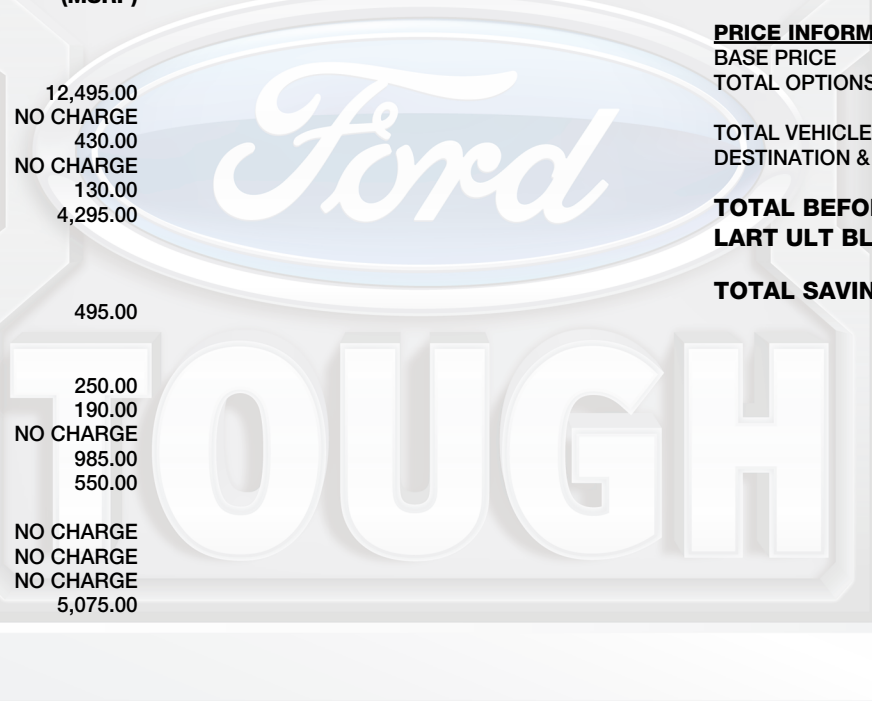 (MSRP)
12,495.00
NO CHARGE
430.00
NO CHARGE
130.00
4,295.00
495.00
250.00
190.00
NO CHARGE
985.00
550.00
NO CHARGE
NO CHARGE
NO CHARGE
5,075.00
PRICE INFORM
BASE PRICE
TOTAL OPTIONS
TOTAL VEHICLE
DESTINATION &
TOTAL BEFO
LART ULT BL
TOTAL SAVIN
Ford
TOUGH